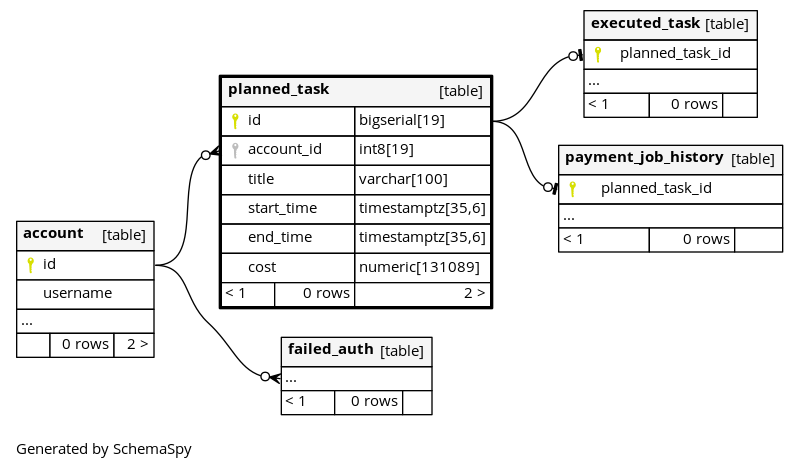 executed_task [table]
planned_task_id
...
< 1 0 rows
planned_task [table]
id bigserial[19]
account_id int8[19]
title varchar[100]
start_time timestamptz[35,6]
end_time timestamptz[35,6]
cost numeric[131089]
< 1 0 rows 2 >
payment_job_history [table]
planned_task_id
...
< 1 0 rows
account [table]
id
username
...
0 rows 2 >
failed_auth [table]
...
< 1 0 rows
Generated by SchemaSpy